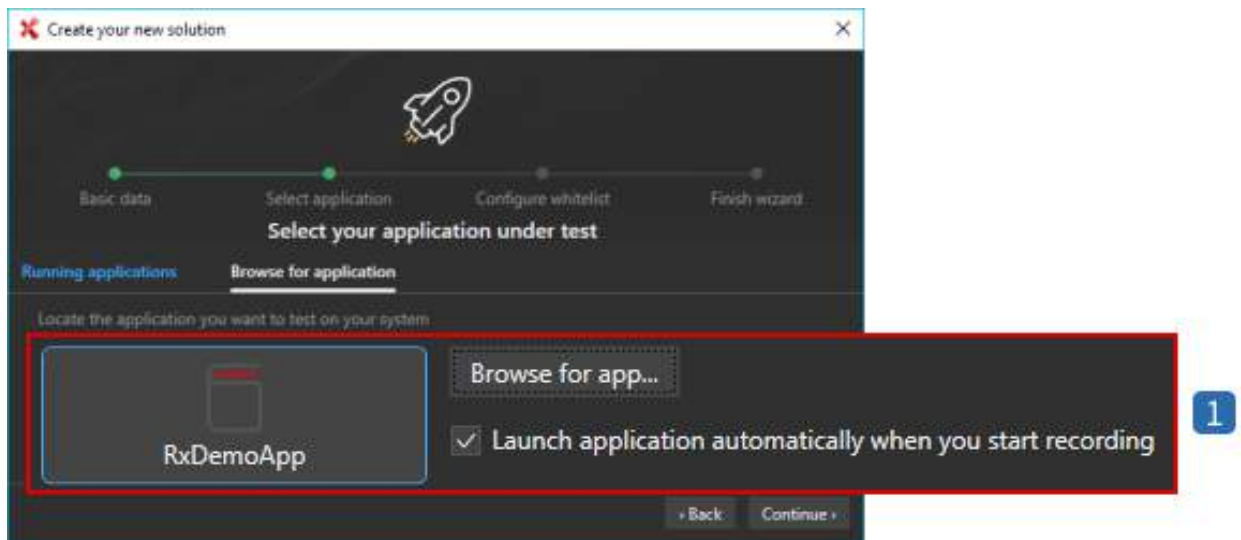 Create your new solution
Basic data Select application Configure whitelist Finish wizard
Select your application under test
Running applications Browse for application
Locate the application you want to test on your system
Browse for app...
Launch application automatically when you start recording
RxDemoApp
1
‹ Back Continue ›